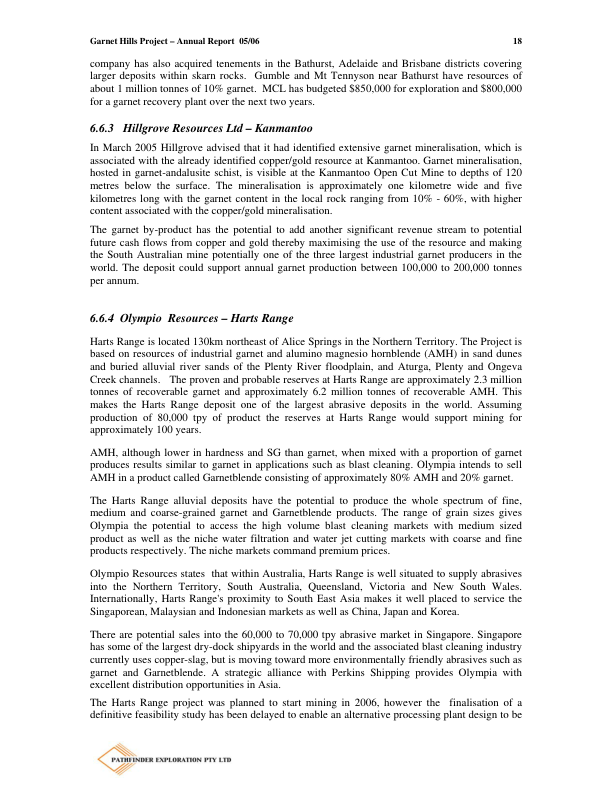 Garnet Hills Project – Annual Report 05/06 18
company has also acquired tenements in the Bathurst, Adelaide and Brisbane districts covering
larger deposits within skarn rocks. Gumble and Mt Tennyson near Bathurst have resources of
about 1 million tonnes of 10% garnet. MCL has budgeted $850,000 for exploration and $800,000
for a garnet recovery plant over the next two years.
6.6.3 Hillgrove Resources Ltd – Kanmantoo
In March 2005 Hillgrove advised that it had identified extensive garnet mineralisation, which is
associated with the already identified copper/gold resource at Kanmantoo. Garnet mineralisation,
hosted in garnet-andalusite schist, is visible at the Kanmantoo Open Cut Mine to depths of 120
metres below the surface. The mineralisation is approximately one kilometre wide and five
kilometres long with the garnet content in the local rock ranging from 10% - 60%, with higher
content associated with the copper/gold mineralisation.
The garnet by-product has the potential to add another significant revenue stream to potential
future cash flows from copper and gold thereby maximising the use of the resource and making
the South Australian mine potentially one of the three largest industrial garnet producers in the
world. The deposit could support annual garnet production between 100,000 to 200,000 tonnes
per annum.
6.6.4 Olympio Resources – Harts Range
Harts Range is located 130km northeast of Alice Springs in the Northern Territory. The Project is
based on resources of industrial garnet and alumino magnesio hornblende (AMH) in sand dunes
and buried alluvial river sands of the Plenty River floodplain, and Aturga, Plenty and Ongeva
Creek channels. The proven and probable reserves at Harts Range are approximately 2.3 million
tonnes of recoverable garnet and approximately 6.2 million tonnes of recoverable AMH. This
makes the Harts Range deposit one of the largest abrasive deposits in the world. Assuming
production of 80,000 tpy of product the reserves at Harts Range would support mining for
approximately 100 years.
AMH, although lower in hardness and SG than garnet, when mixed with a proportion of garnet
produces results similar to garnet in applications such as blast cleaning. Olympia intends to sell
AMH in a product called Garnetblende consisting of approximately 80% AMH and 20% garnet.
The Harts Range alluvial deposits have the potential to produce the whole spectrum of fine,
medium and coarse-grained garnet and Garnetblende products. The range of grain sizes gives
Olympia the potential to access the high volume blast cleaning markets with medium sized
product as well as the niche water filtration and water jet cutting markets with coarse and fine
products respectively. The niche markets command premium prices.
Olympio Resources states that within Australia, Harts Range is well situated to supply abrasives
into the Northern Territory, South Australia, Queensland, Victoria and New South Wales.
Internationally, Harts Range's proximity to South East Asia makes it well placed to service the
Singaporean, Malaysian and Indonesian markets as well as China, Japan and Korea.
There are potential sales into the 60,000 to 70,000 tpy abrasive market in Singapore. Singapore
has some of the largest dry-dock shipyards in the world and the associated blast cleaning industry
currently uses copper-slag, but is moving toward more environmentally friendly abrasives such as
garnet and Garnetblende. A strategic alliance with Perkins Shipping provides Olympia with
excellent distribution opportunities in Asia.
The Harts Range project was planned to start mining in 2006, however the finalisation of a
definitive feasibility study has been delayed to enable an alternative processing plant design to be
PATHFINDER EXPLORATION PTY LTD